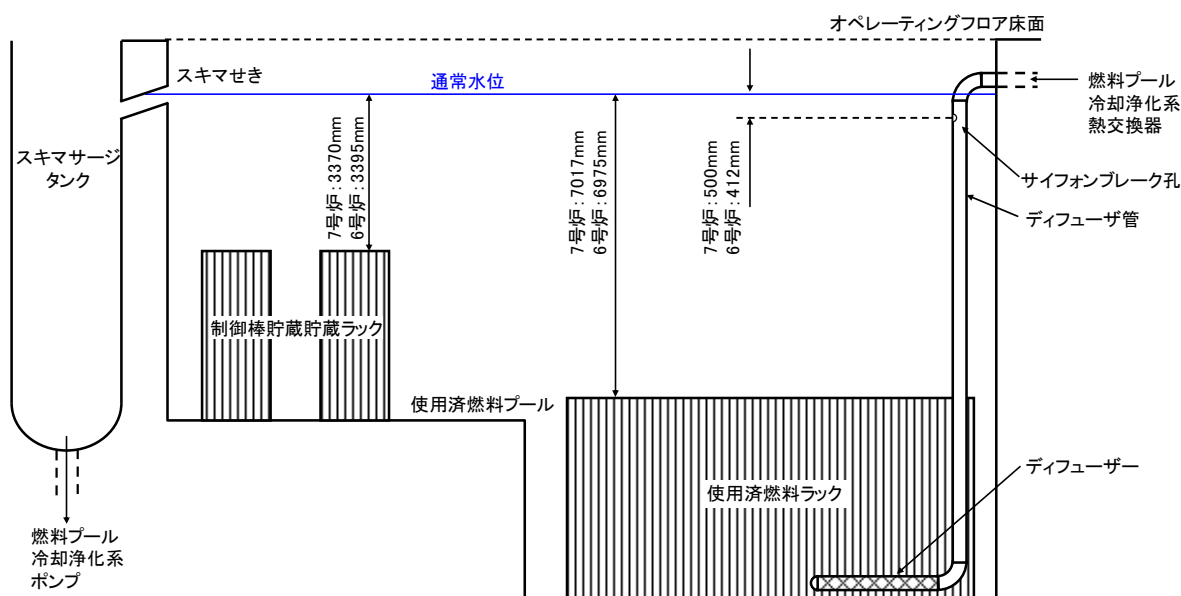 オペレーティングフロア床面
スキマせき
通常水位
燃料プール
冷却浄化系
熱交換器
スキマサージ
タンク
7号炉：3370mm
6号炉：3395mm
7号炉：7017mm
6号炉：6975mm
7号炉：500mm
6号炉：412mm
サイフォンブレーク孔
ディフューザ管
制御棒貯蔵貯蔵ラック
使用済燃料プール
ディフューザー
使用済燃料ラック
燃料プール
冷却浄化系
ポンプ